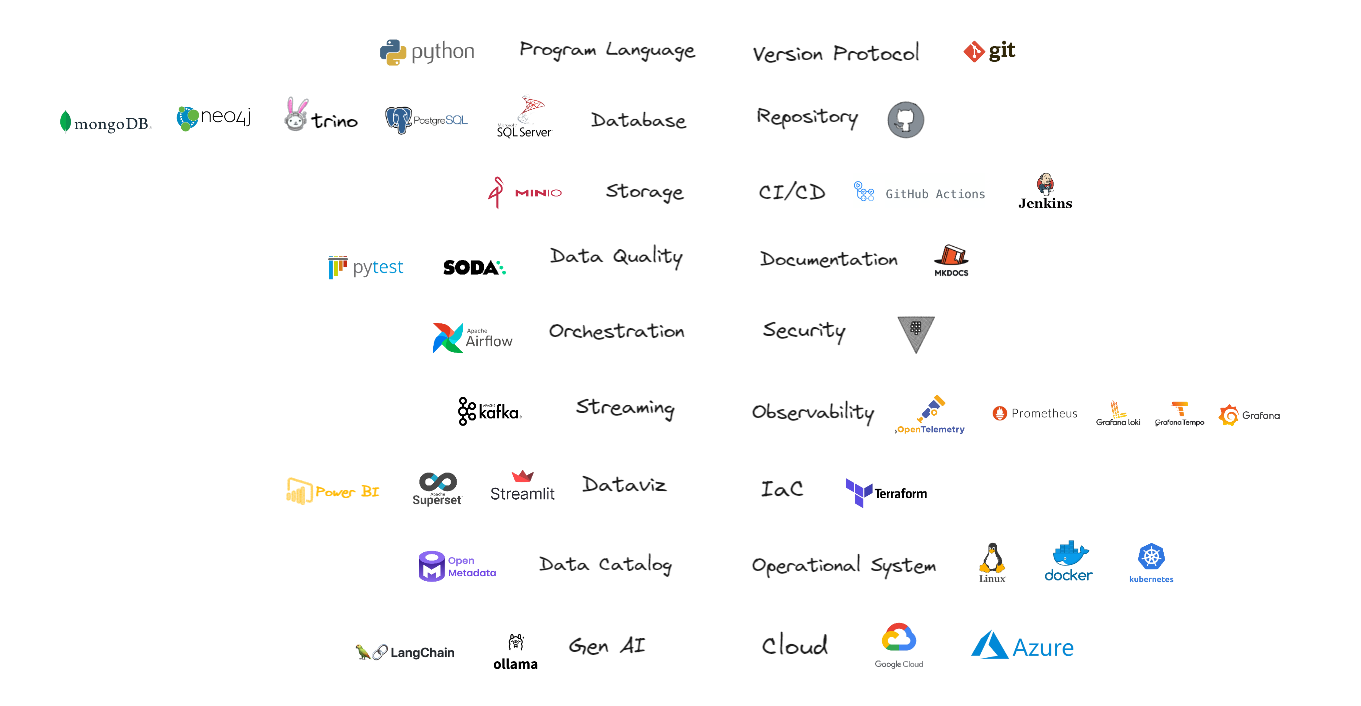 python Program Language Version Protocol git
mongoDB neo4j trino PostgreSQL Microsoft SQL Server Database Repository
MINIO Storage CI/CD GitHub Actions Jenkins
pytest SODA Data Quality Documentation MKDOCS
Apache Airflow Orchestration Security
kafka Streaming Observability OpenTelemetry Prometheus Grafana loki Grafana Tempo Grafana
Power BI Apache Superset Streamlit Dataviz IaC Terraform
Open Metadata Data Catalog Operational System Linux docker kubernetes
LangChain ollama Gen AI Cloud Google Cloud Azure